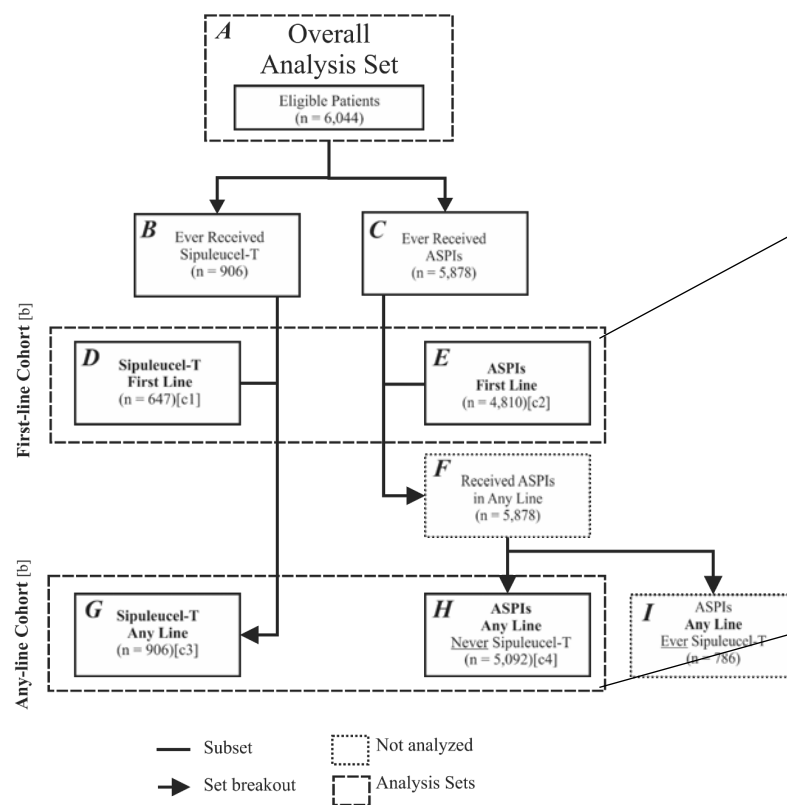 A
Overall
Analysis Set
Eligible Patients
(n = 6,044)
B
Ever Received
Sipuleucel-T
(n = 906)
C
Ever Received
ASPIs
(n = 5,878)
First-line Cohort [b]
D
Sipuleucel-T
First Line
(n = 647)[c1]
E
ASPIs
First Line
(n = 4,810)[c2]
F
Received ASPIs
in Any Line
(n = 5,878)
Any-line Cohort [b]
G
Sipuleucel-T
Any Line
(n = 906)[c3]
H
ASPIs
Any Line
Never Sipuleucel-T
(n = 5,092)[c4]
I
ASPIs
Any Line
Ever Sipuleucel-T
(n = 786)
Subset
Not analyzed
Set breakout
Analysis Sets